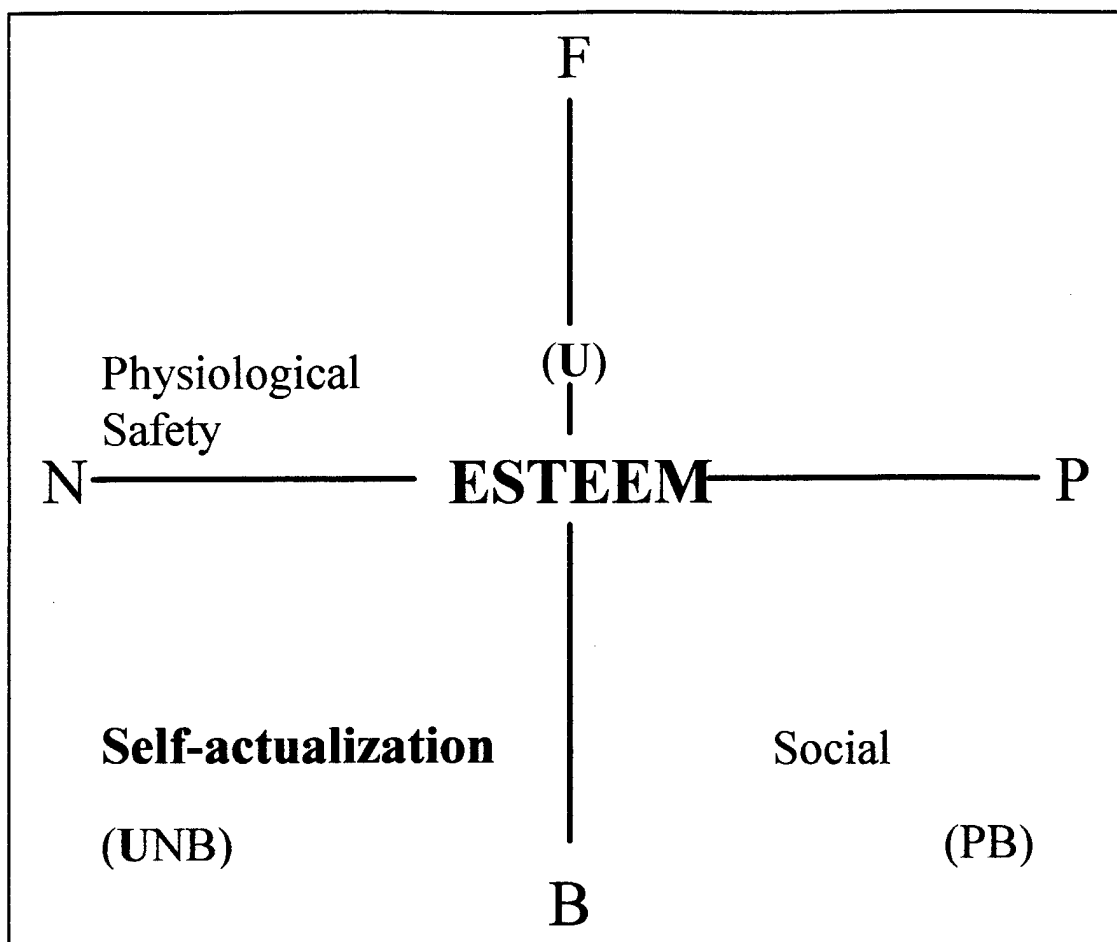 F
(U)
Physiological
Safety
N ESTEEM P
Self-actualization Social
(UNB) (PB)
B